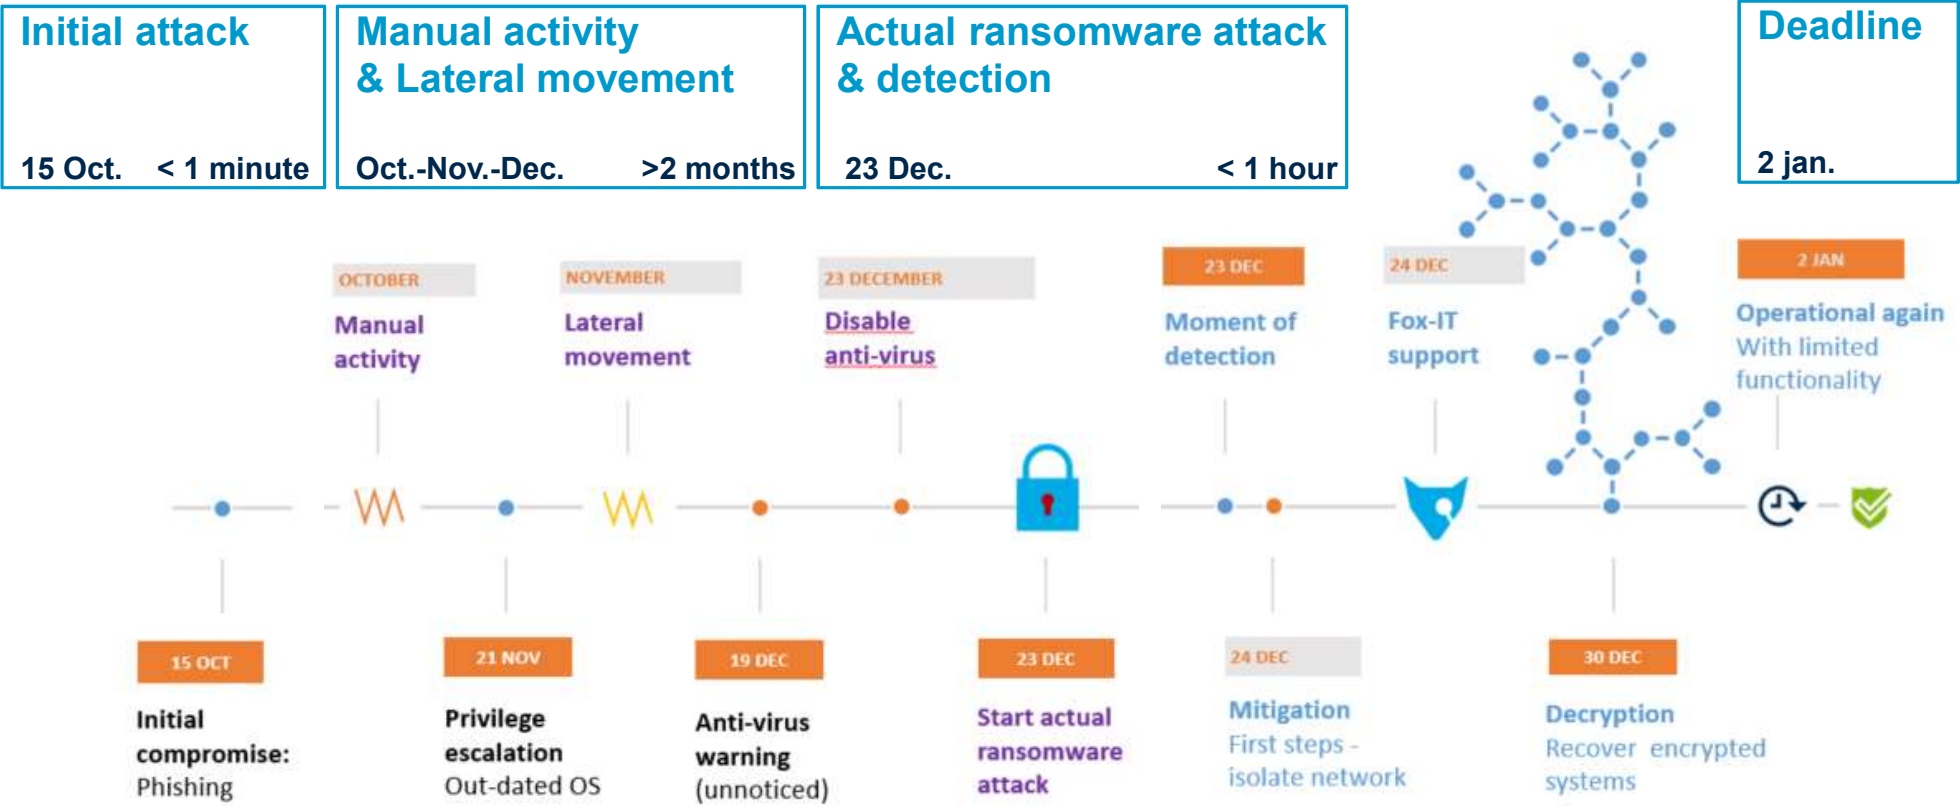 Initial attack
15 Oct. < 1 minute
Manual activity
& Lateral movement
Oct.-Nov.-Dec. >2 months
Actual ransomware attack
& detection
23 Dec. < 1 hour
Deadline
2 jan.
OCTOBER
Manual
activity
NOVEMBER
Lateral
movement
23 DECEMBER
Disable
anti-virus
23 DEC
Moment of
detection
24 DEC
Fox-IT
support
2 JAN
Operational again
With limited
functionality
15 OCT
Initial
compromise:
Phishing
21 NOV
Privilege
escalation
Out-dated OS
19 DEC
Anti-virus
warning
(unnoticed)
23 DEC
Start actual
ransomware
attack
24 DEC
Mitigation
First steps -
isolate network
30 DEC
Decryption
Recover encrypted
systems